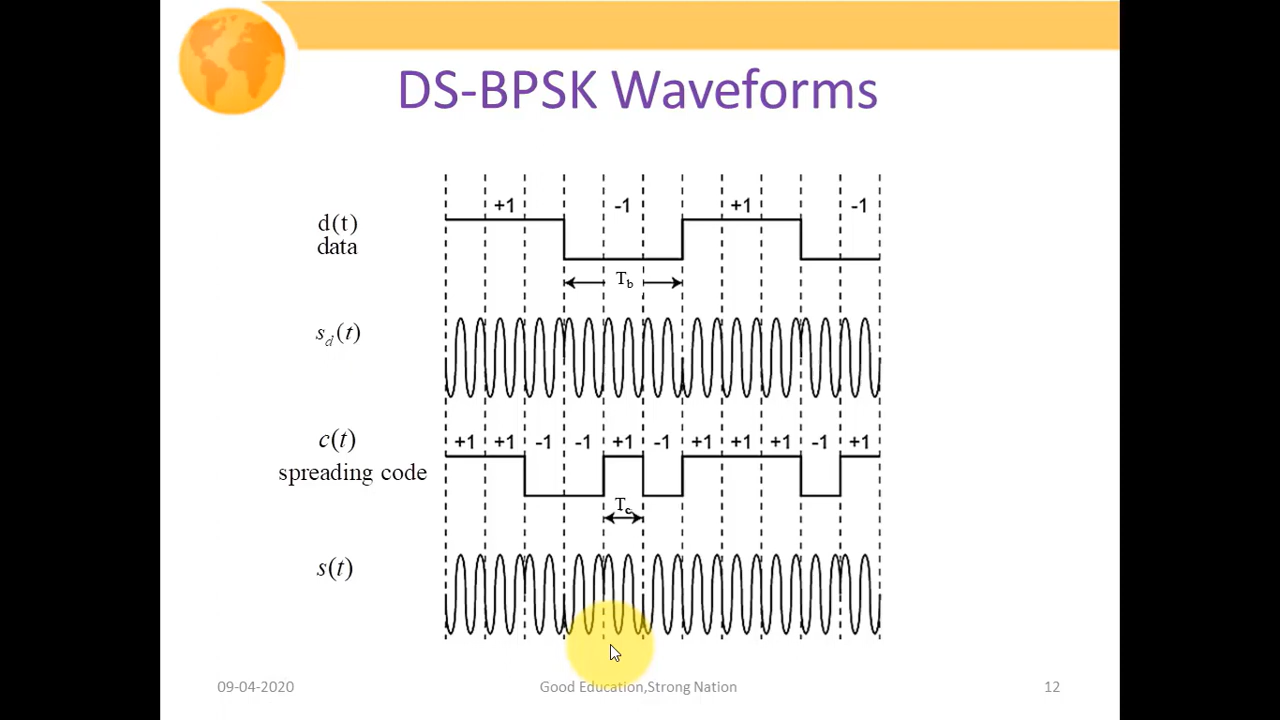 DS-BPSK Waveforms
+1 -1 +1 -1
d(t)
data
T_b
s_d(t)
c(t)
+1 +1 -1 -1 +1 -1 +1 +1 +1 -1 +1
spreading code
T_c
s(t)
09-04-2020 Good Education,Strong Nation 12